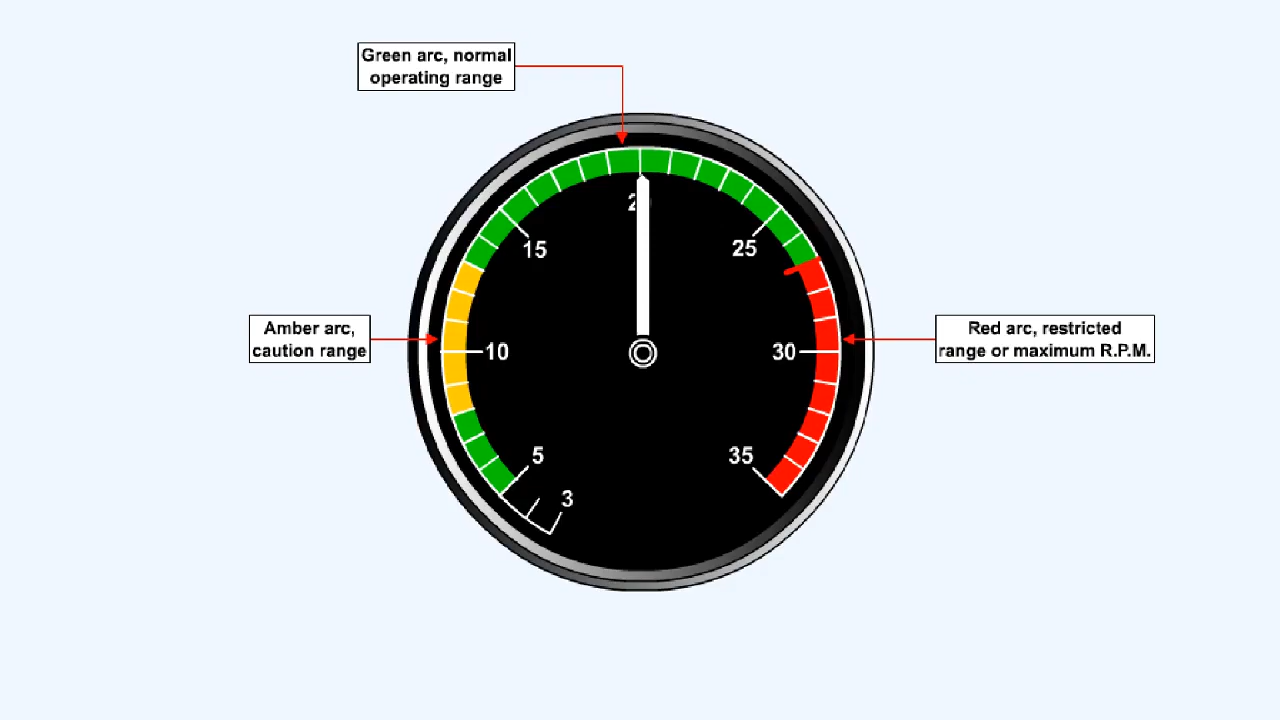 Green arc, normal
operating range
15
25
Amber arc,
caution range
Red arc, restricted
range or maximum R.P.M.
10
30
5
35
3